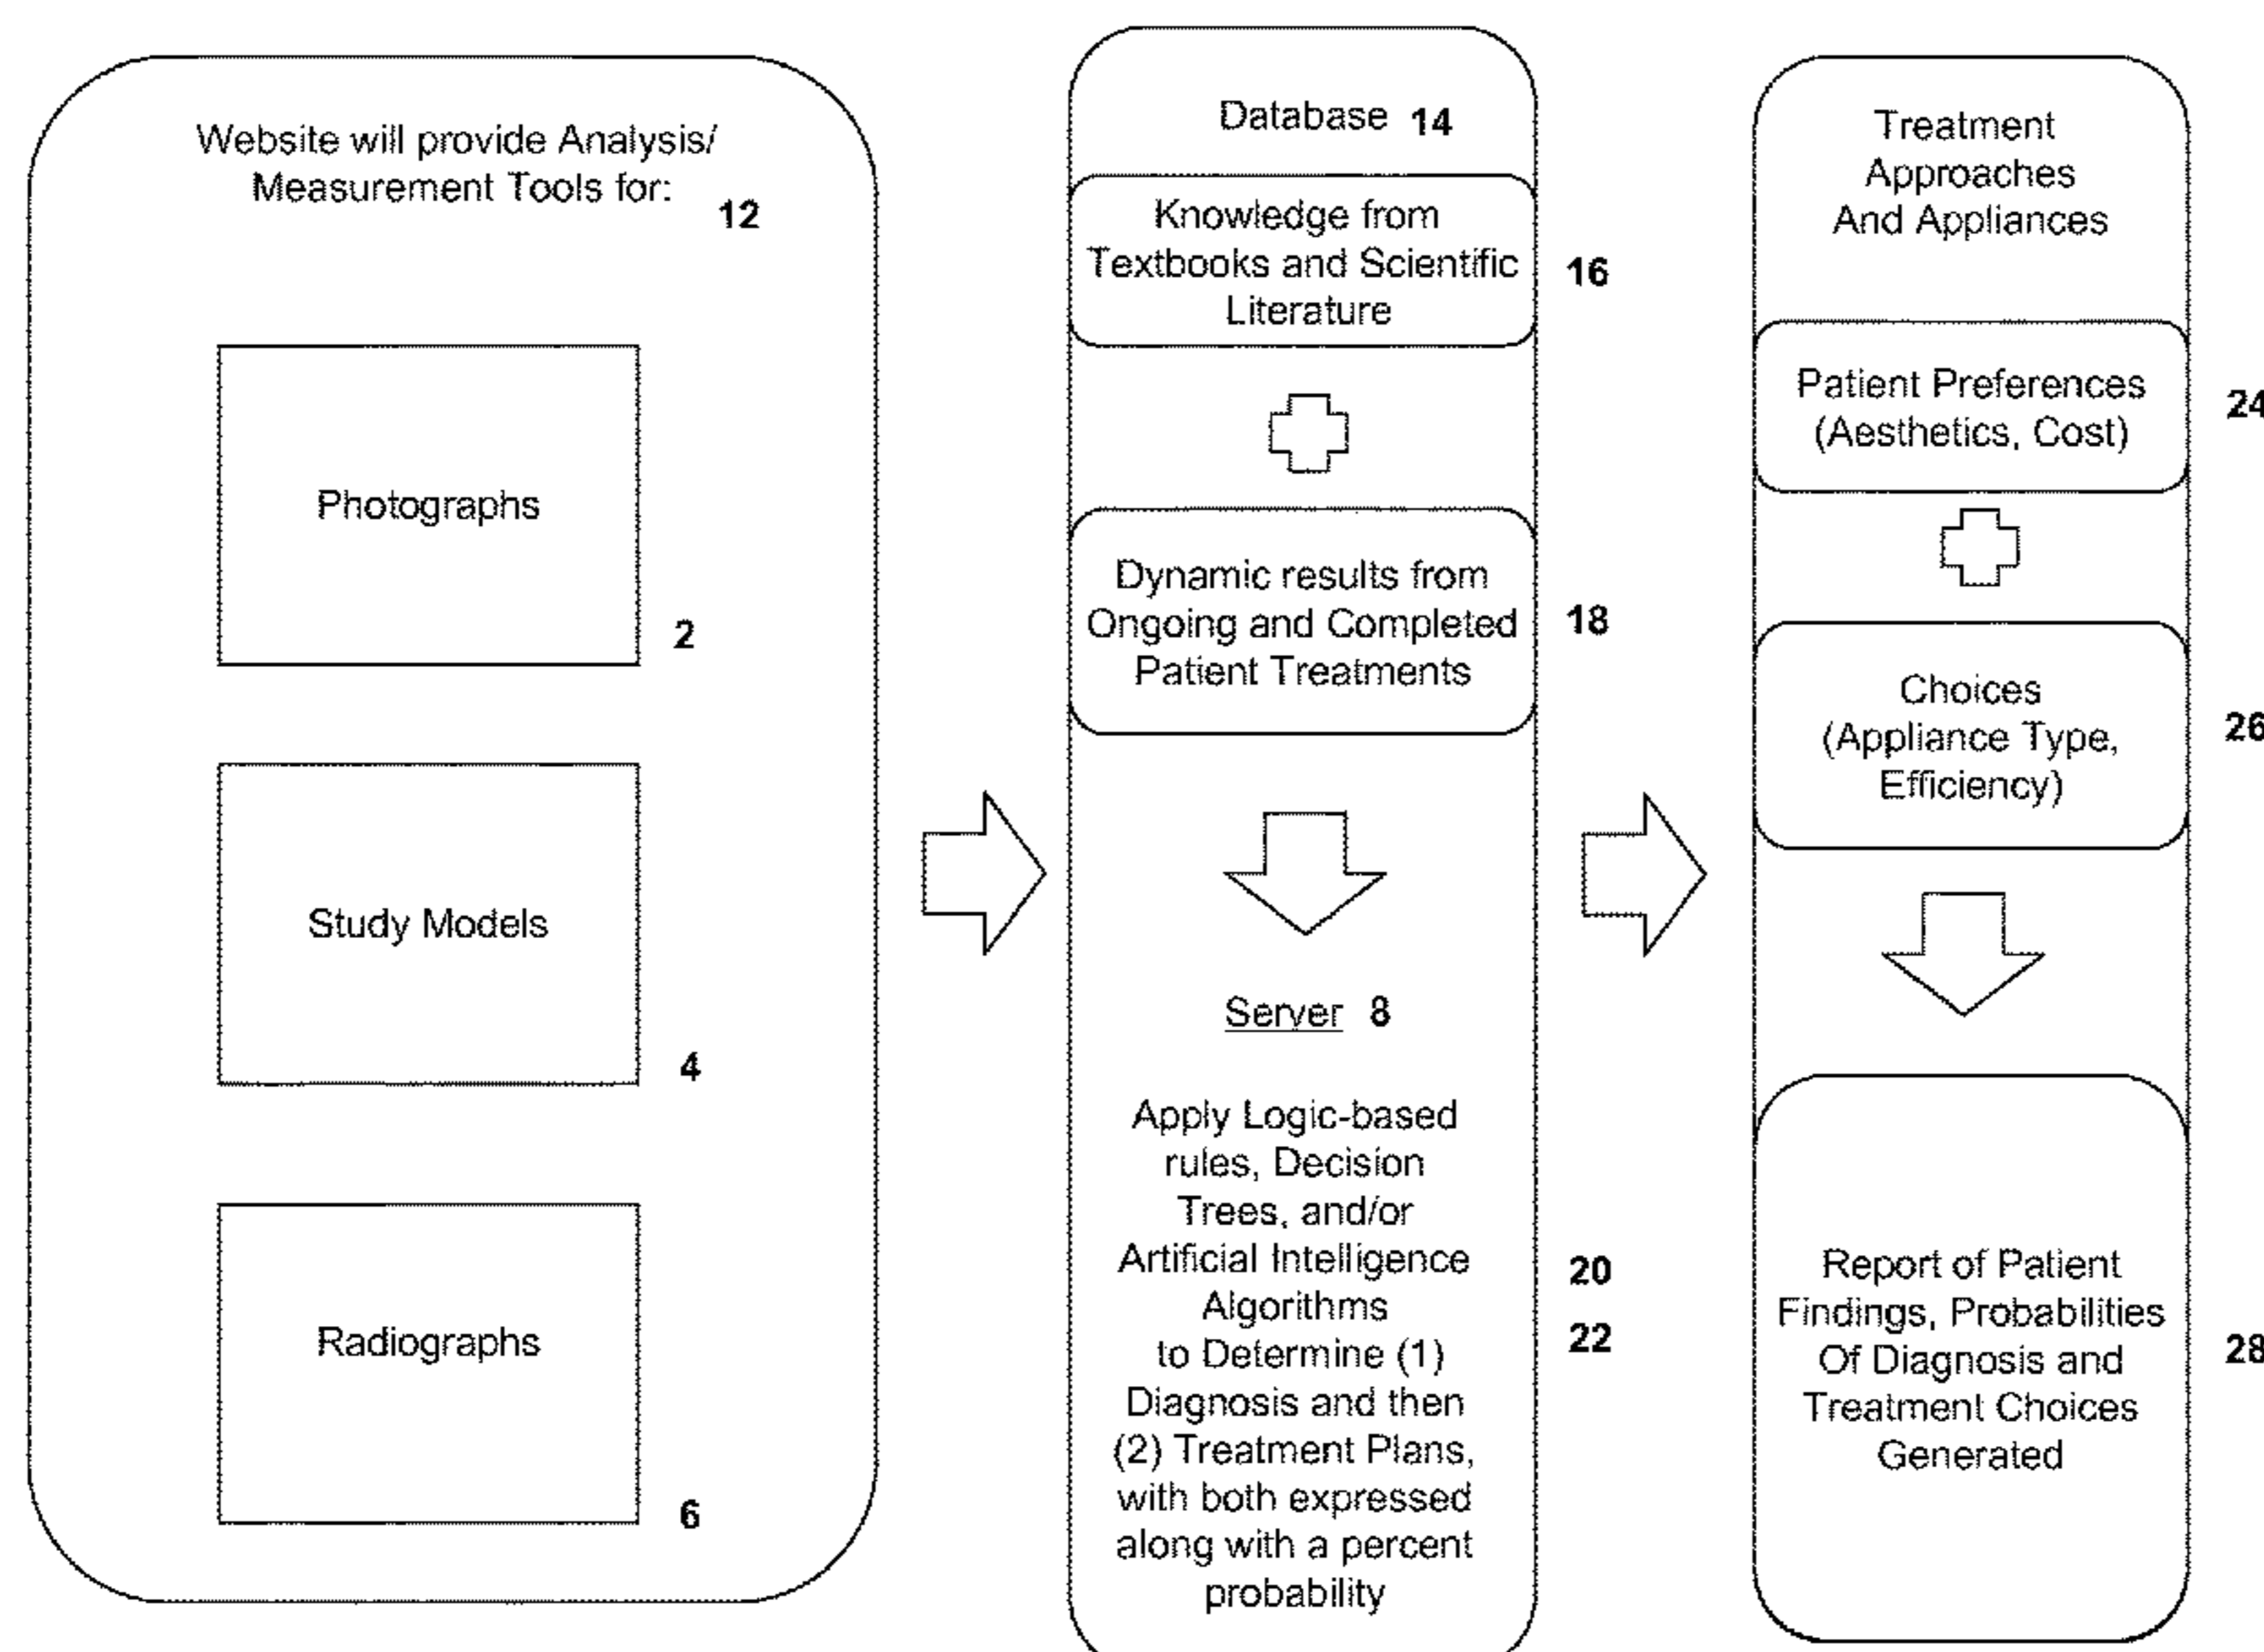 Website will provide Analysis/
Measurement Tools for:
12
Photographs
2
Study Models
4
Radiographs
6
Database 14
Knowledge from
Textbooks and Scientific
Literature
16
Dynamic results from
Ongoing and Completed
Patient Treatments
18
Server 8
Apply Logic-based
rules, Decision
Trees, and/or
Artificial Intelligence
Algorithms
to Determine (1)
Diagnosis and then
(2) Treatment Plans,
with both expressed
along with a percent
probability
20
22
Treatment
Approaches
And Appliances
Patient Preferences
(Aesthetics, Cost)
24
Choices
(Appliance Type,
Efficiency)
26
Report of Patient
Findings, Probabilities
Of Diagnosis and
Treatment Choices
Generated
28